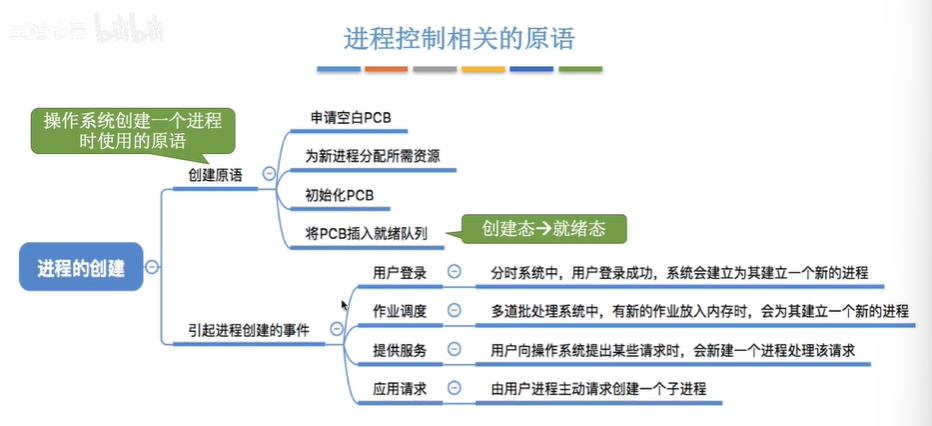 bilibili
进程控制相关的原语
操作系统创建一个进程
时使用的原语
创建原语
申请空白PCB
为新进程分配所需资源
初始化PCB
将PCB插入就绪队列
创建态→就绪态
进程的创建
引起进程创建的事件
用户登录
分时系统中，用户登录成功，系统会建立为其建立一个新的进程
作业调度
多道批处理系统中，有新的作业放入内存时，会为其建立一个新的进程
提供服务
用户向操作系统提出某些请求时，会新建一个进程处理该请求
应用请求
由用户进程主动请求创建一个子进程